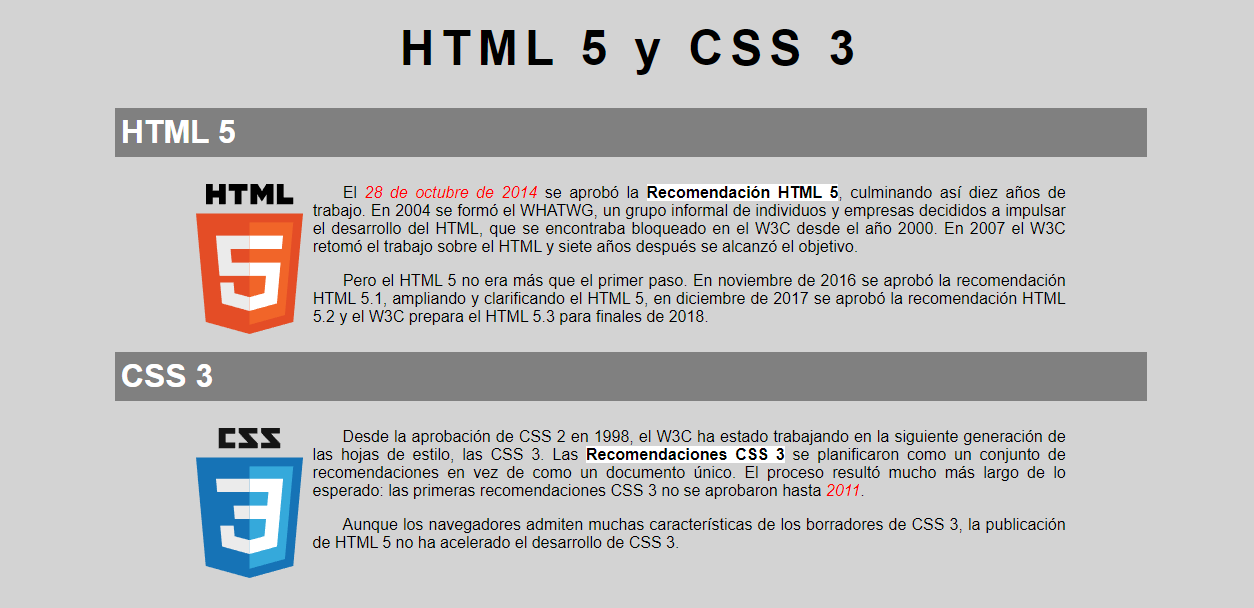 HTML 5 y CSS 3
HTML 5
HTML
5
El 28 de octubre de 2014 se aprobó la Recomendación HTML 5, culminando así diez años de
trabajo. En 2004 se formó el WHATWG, un grupo informal de individuos y empresas decididos a impulsar
el desarrollo del HTML, que se encontraba bloqueado en el W3C desde el año 2000. En 2007 el W3C
retomó el trabajo sobre el HTML y siete años después se alcanzó el objetivo.
Pero el HTML 5 no era más que el primer paso. En noviembre de 2016 se aprobó la recomendación
HTML 5.1, ampliando y clarificando el HTML 5, en diciembre de 2017 se aprobó la recomendación HTML
5.2 y el W3C prepara el HTML 5.3 para finales de 2018.
CSS 3
CSS
3
Desde la aprobación de CSS 2 en 1998, el W3C ha estado trabajando en la siguiente generación de
las hojas de estilo, las CSS 3. Las Recomendaciones CSS 3 se planificaron como un conjunto de
recomendaciones en vez de como un documento único. El proceso resultó mucho más largo de lo
esperado: las primeras recomendaciones CSS 3 no se aprobaron hasta 2011.
Aunque los navegadores admiten muchas características de los borradores de CSS 3, la publicación
de HTML 5 no ha acelerado el desarrollo de CSS 3.